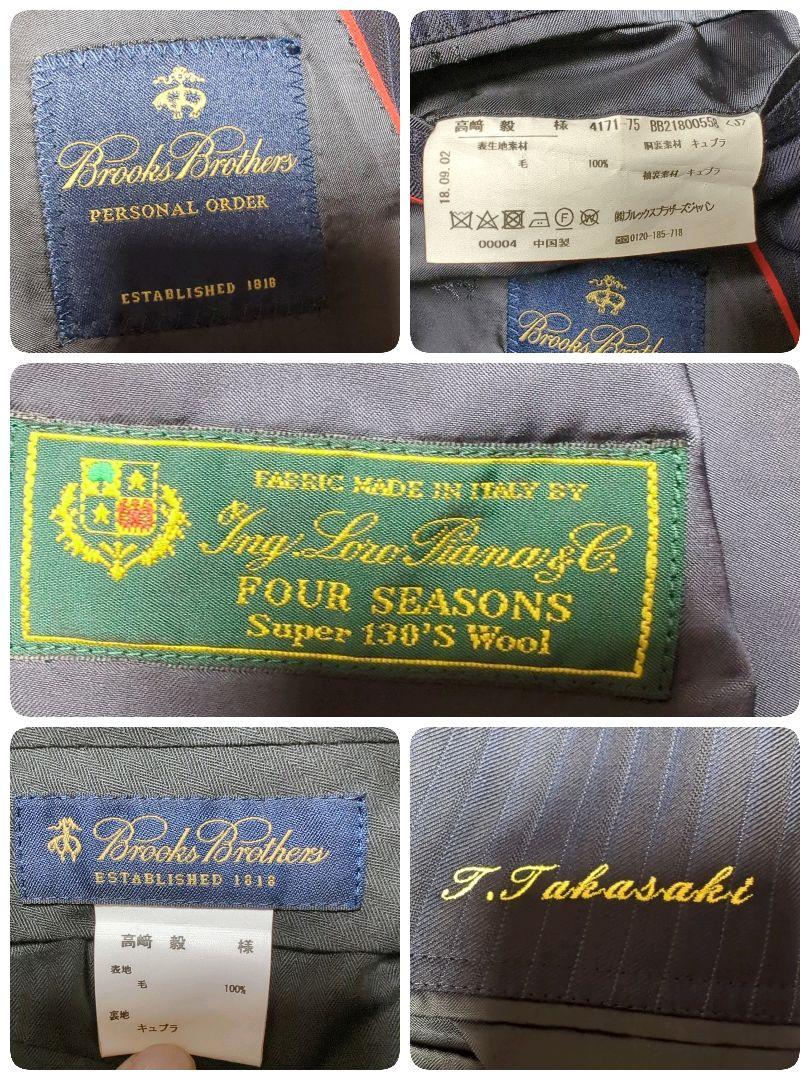 Brooks Brothers
PERSONAL ORDER
ESTABLISHED 1818
高﨑 毅 様 4171-75 BB2180055
表生地素材 胴裏素材 キュプラ
毛 100%
袖裏素材 キュプラ
18.09.02
㈱ブルックスブラザーズジャパン
00004 中国製 0120-185-718
Brooks Broth
FABRIC MADE IN ITALY BY
Ing. Loro Piana & C.
FOUR SEASONS
Super 130'S Wool
Brooks Brothers
ESTABLISHED 1818
高﨑 毅 様
表地
毛 100%
裏地
キュプラ
T.Takasaki